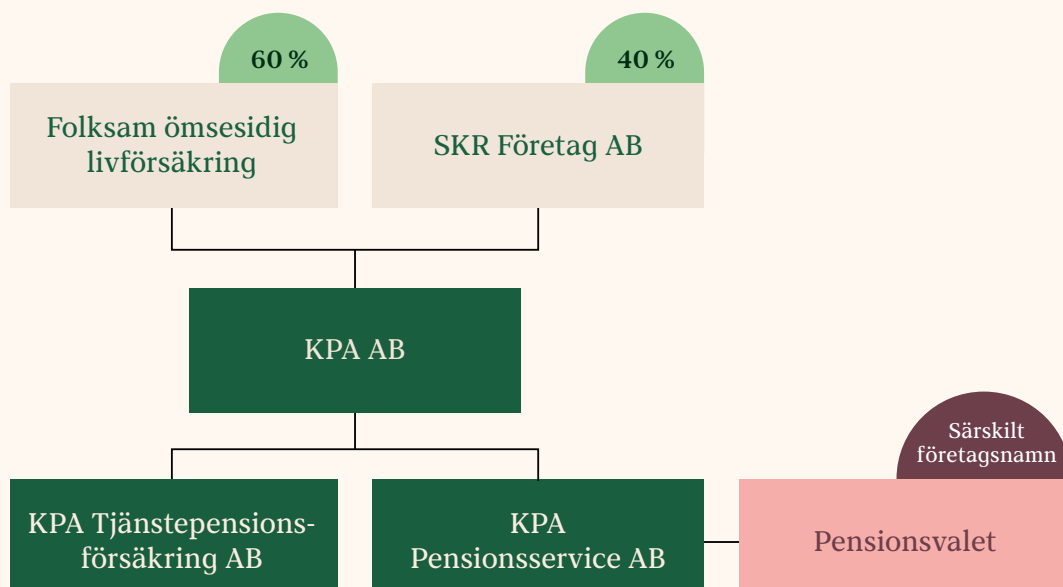 60 %
40 %
Folksam ömsesidig
livförsäkring
SKR Företag AB
KPA AB
Särskilt
företagsnamn
KPA Tjänstepensions-
försäkring AB
KPA
Pensionsservice AB
Pensionsvalet